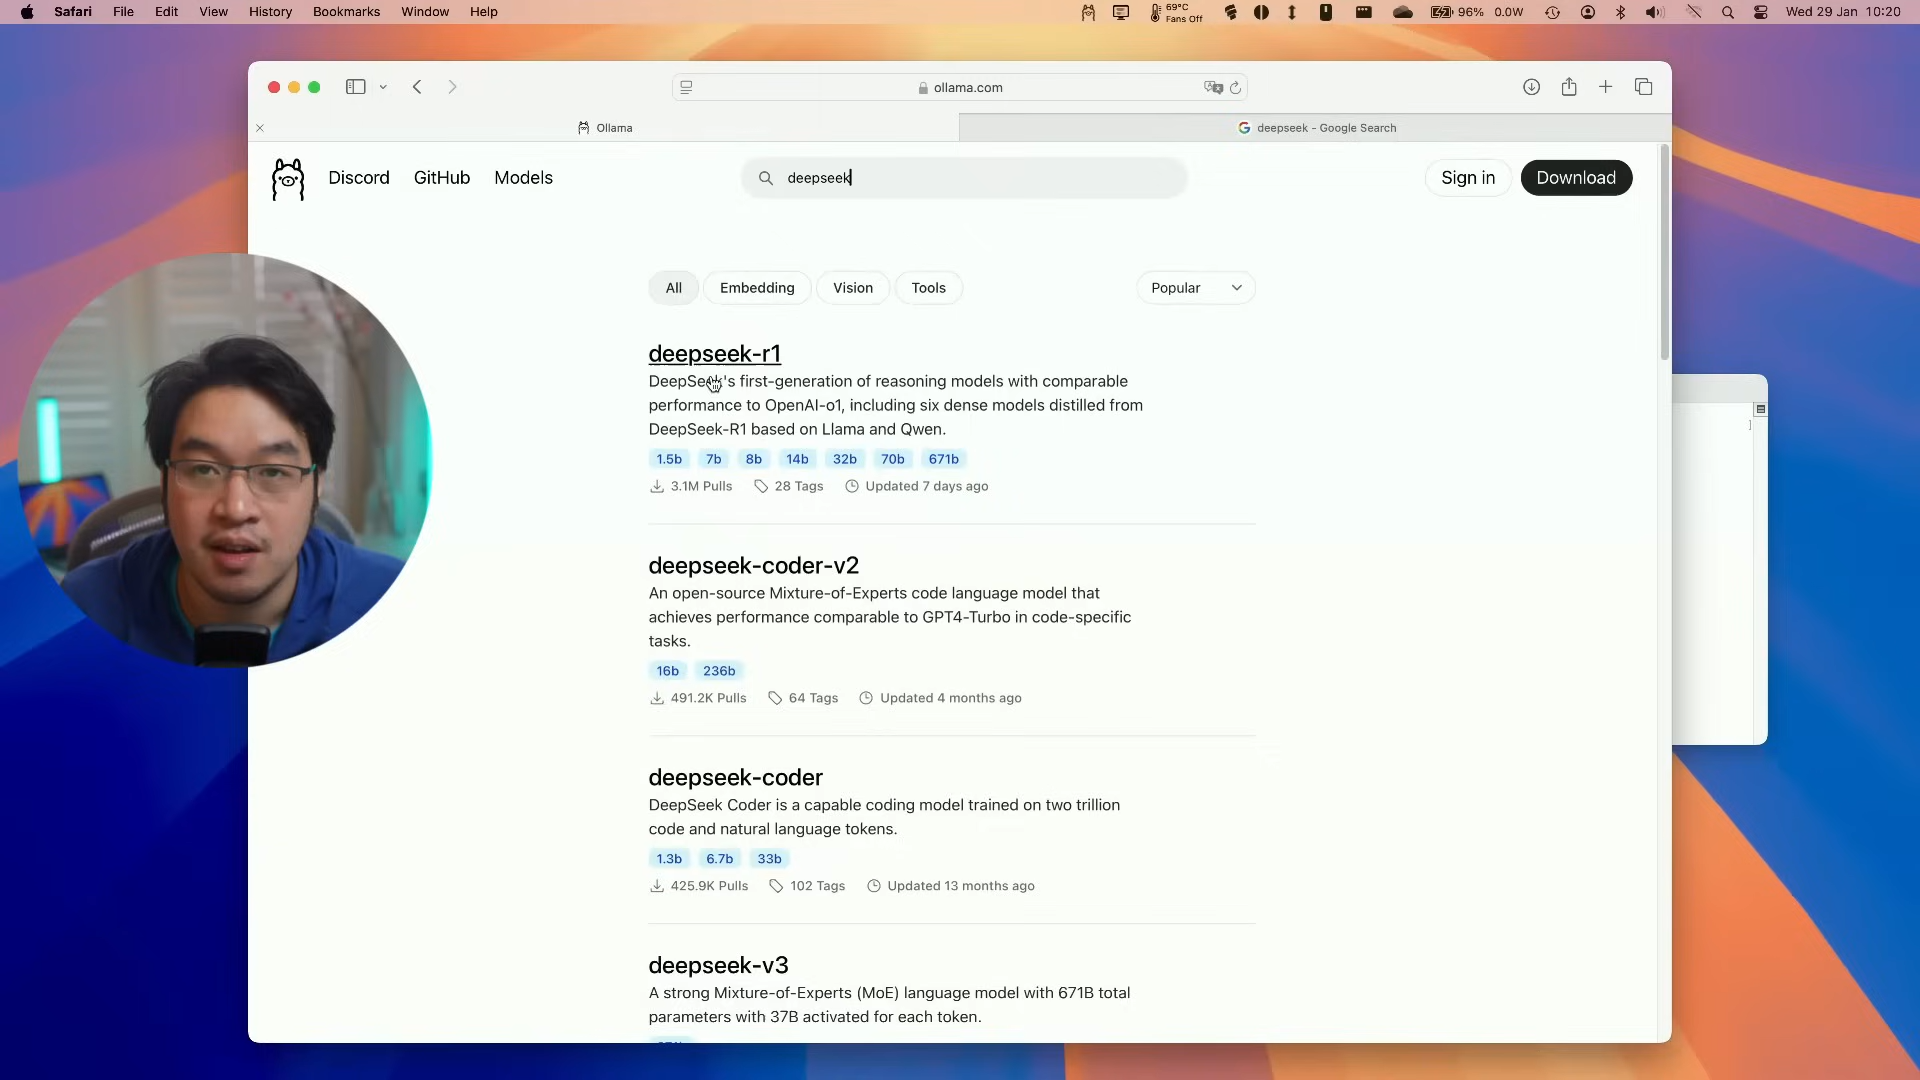 Safari File Edit View History Bookmarks Window Help 69°C Fans Off 96% 0.0W Wed 29 Jan 10:20
ollama.com
Ollama
deepseek - Google Search
Discord GitHub Models
deepseek
Sign in Download
All Embedding Vision Tools Popular
deepseek-r1
DeepSeek's first-generation of reasoning models with comparable
performance to OpenAI-o1, including six dense models distilled from
DeepSeek-R1 based on Llama and Qwen.
1.5b 7b 8b 14b 32b 70b 671b
3.1M Pulls 28 Tags Updated 7 days ago
deepseek-coder-v2
An open-source Mixture-of-Experts code language model that
achieves performance comparable to GPT4-Turbo in code-specific
tasks.
16b 236b
491.2K Pulls 64 Tags Updated 4 months ago
deepseek-coder
DeepSeek Coder is a capable coding model trained on two trillion
code and natural language tokens.
1.3b 6.7b 33b
425.9K Pulls 102 Tags Updated 13 months ago
deepseek-v3
A strong Mixture-of-Experts (MoE) language model with 671B total
parameters with 37B activated for each token.